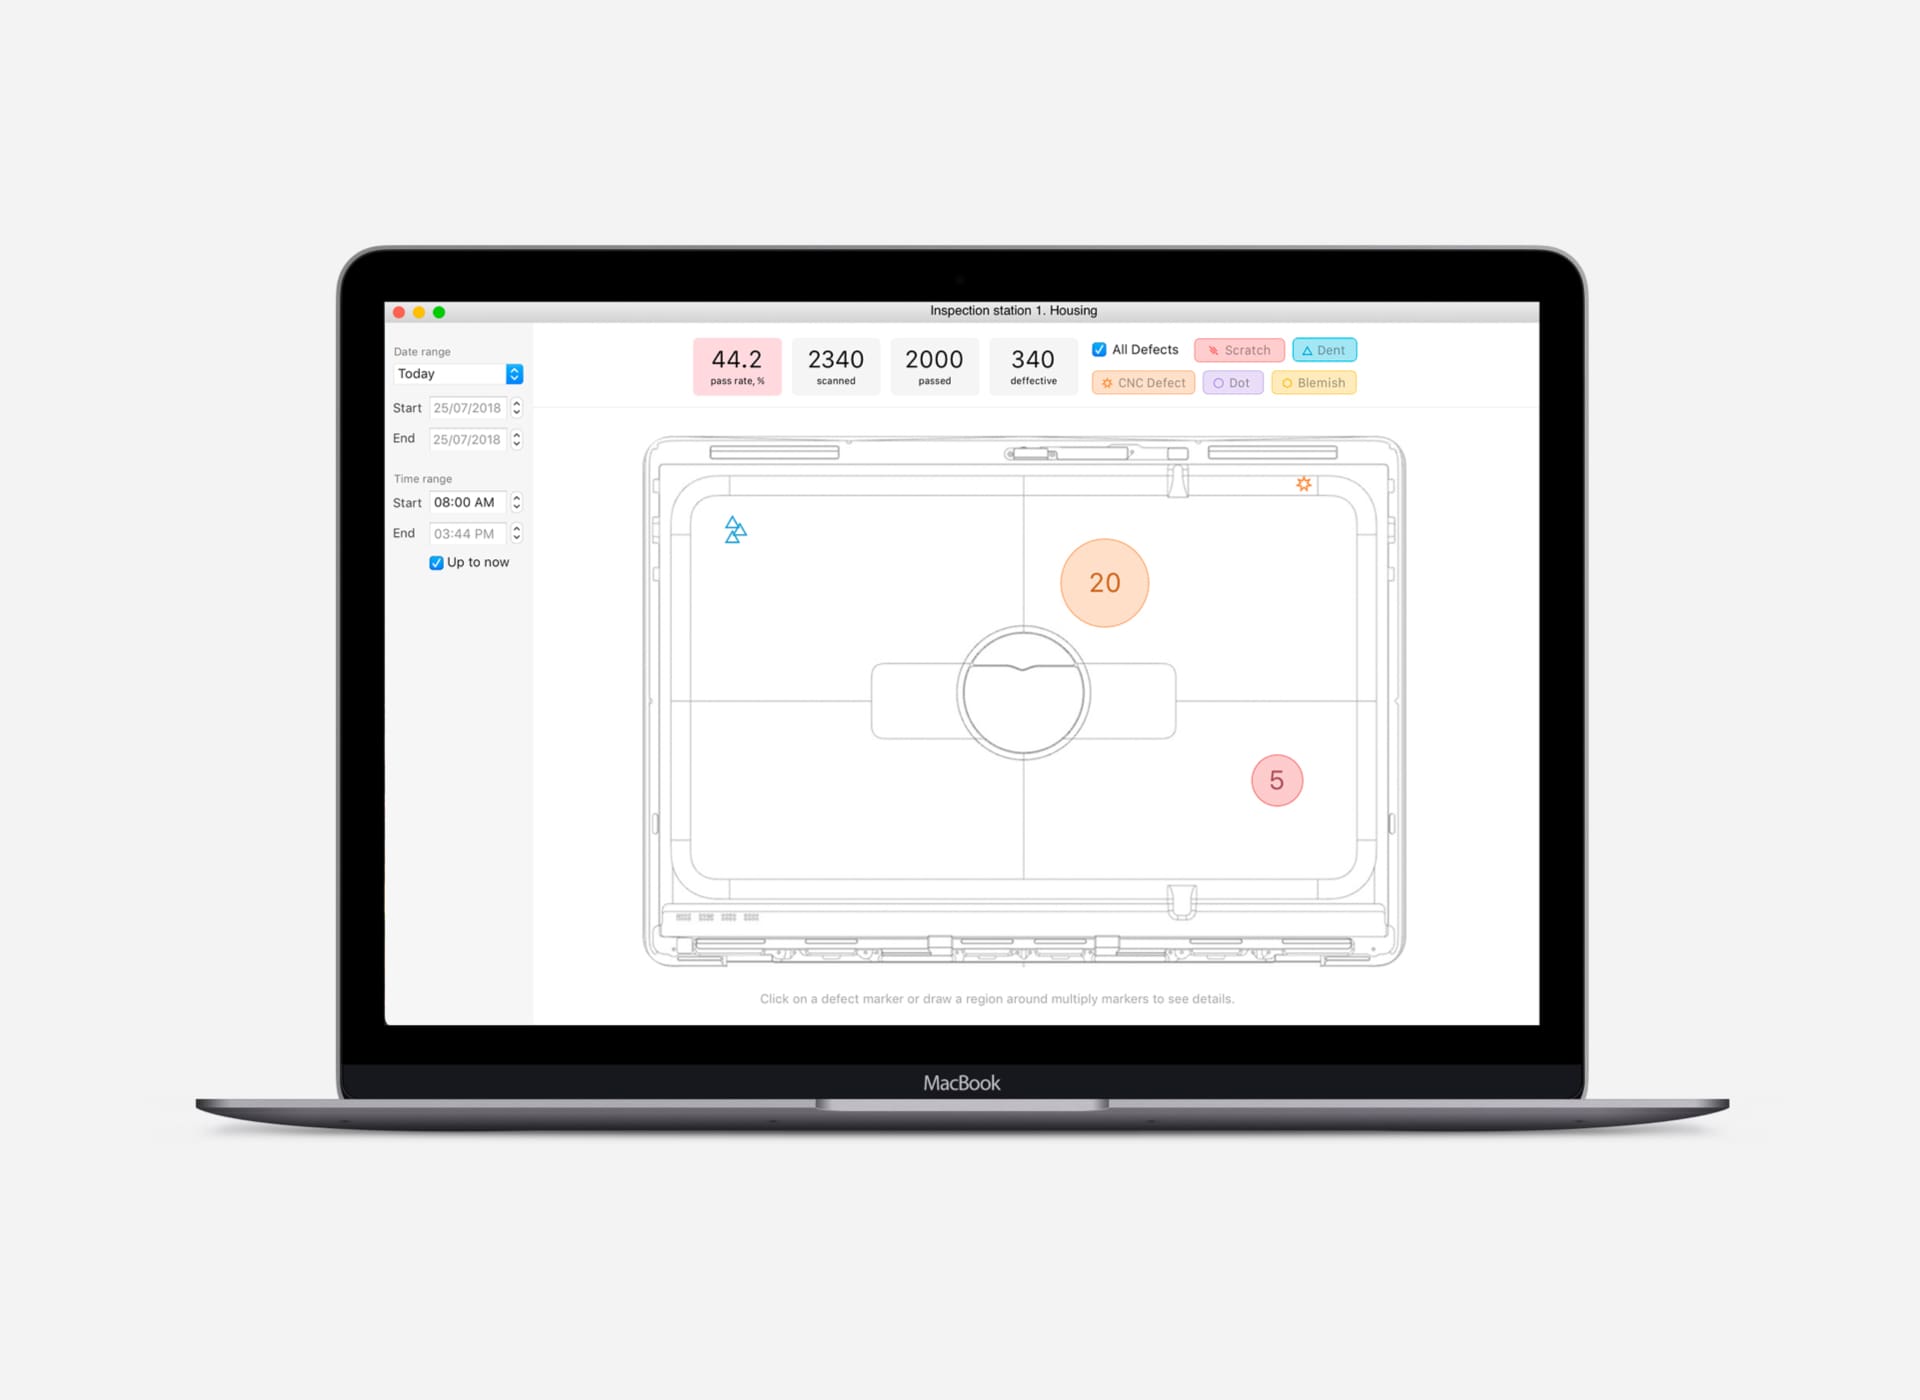 Inspection station 1. Housing
Date range
Today
Start 25/07/2018
End 25/07/2018
Time range
Start 08:00 AM
End 03:44 PM
Up to now
44.2
pass rate, %
2340
scanned
2000
passed
340
deffective
All Defects
Scratch
Dent
CNC Defect
Dot
Blemish
20
5
Click on a defect marker or draw a region around multiply markers to see details.
MacBook